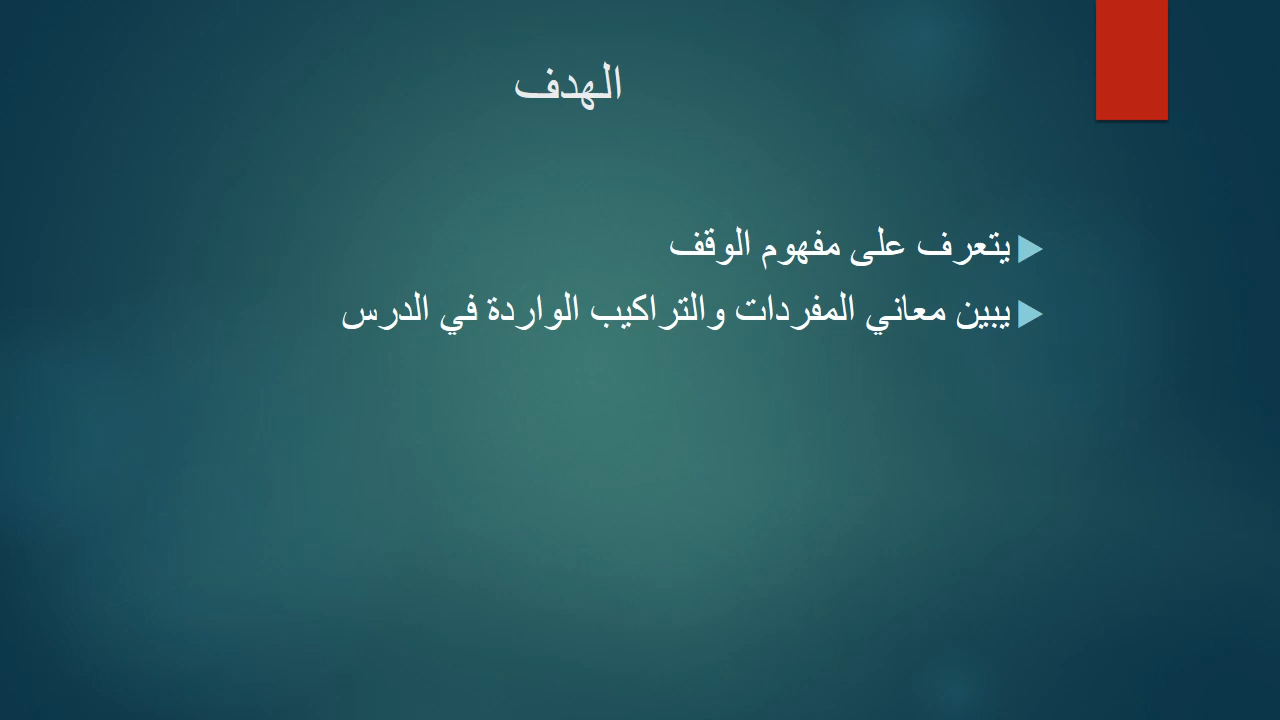 الهدف
يتعرف على مفهوم الوقف
يبين معاني المفردات والتراكيب الواردة في الدرس